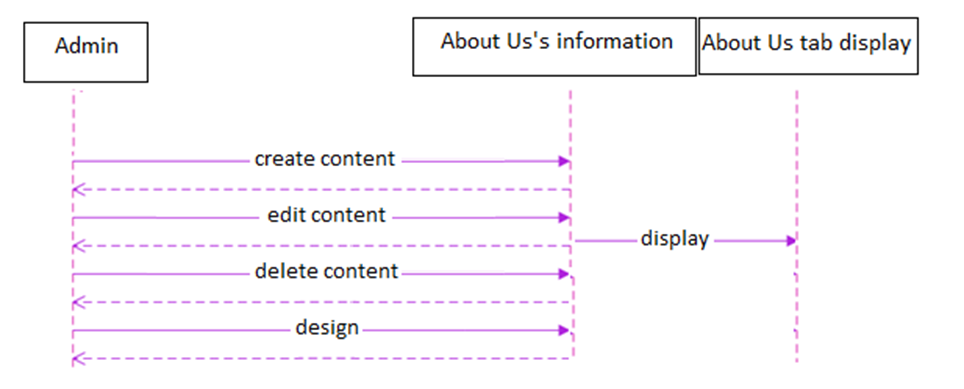 Admin
About Us's information
About Us tab display
create content
edit content
display
delete content
design